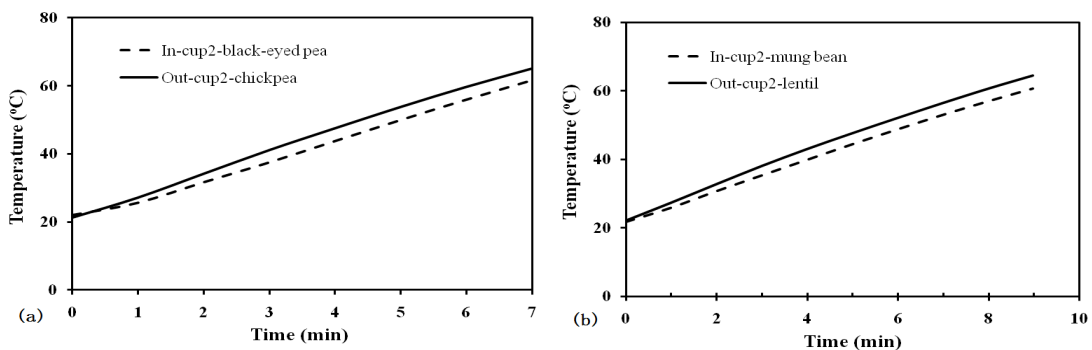 80
60
40
20
0
Temperature (ºC)
In-cup2-black-eyed pea
Out-cup2-chickpea
0 1 2 3 4 5 6 7
Time (min)
(a)
80
60
40
20
0
Temperature (ºC)
In-cup2-mung bean
Out-cup2-lentil
0 2 4 6 8 10
Time (min)
(b)